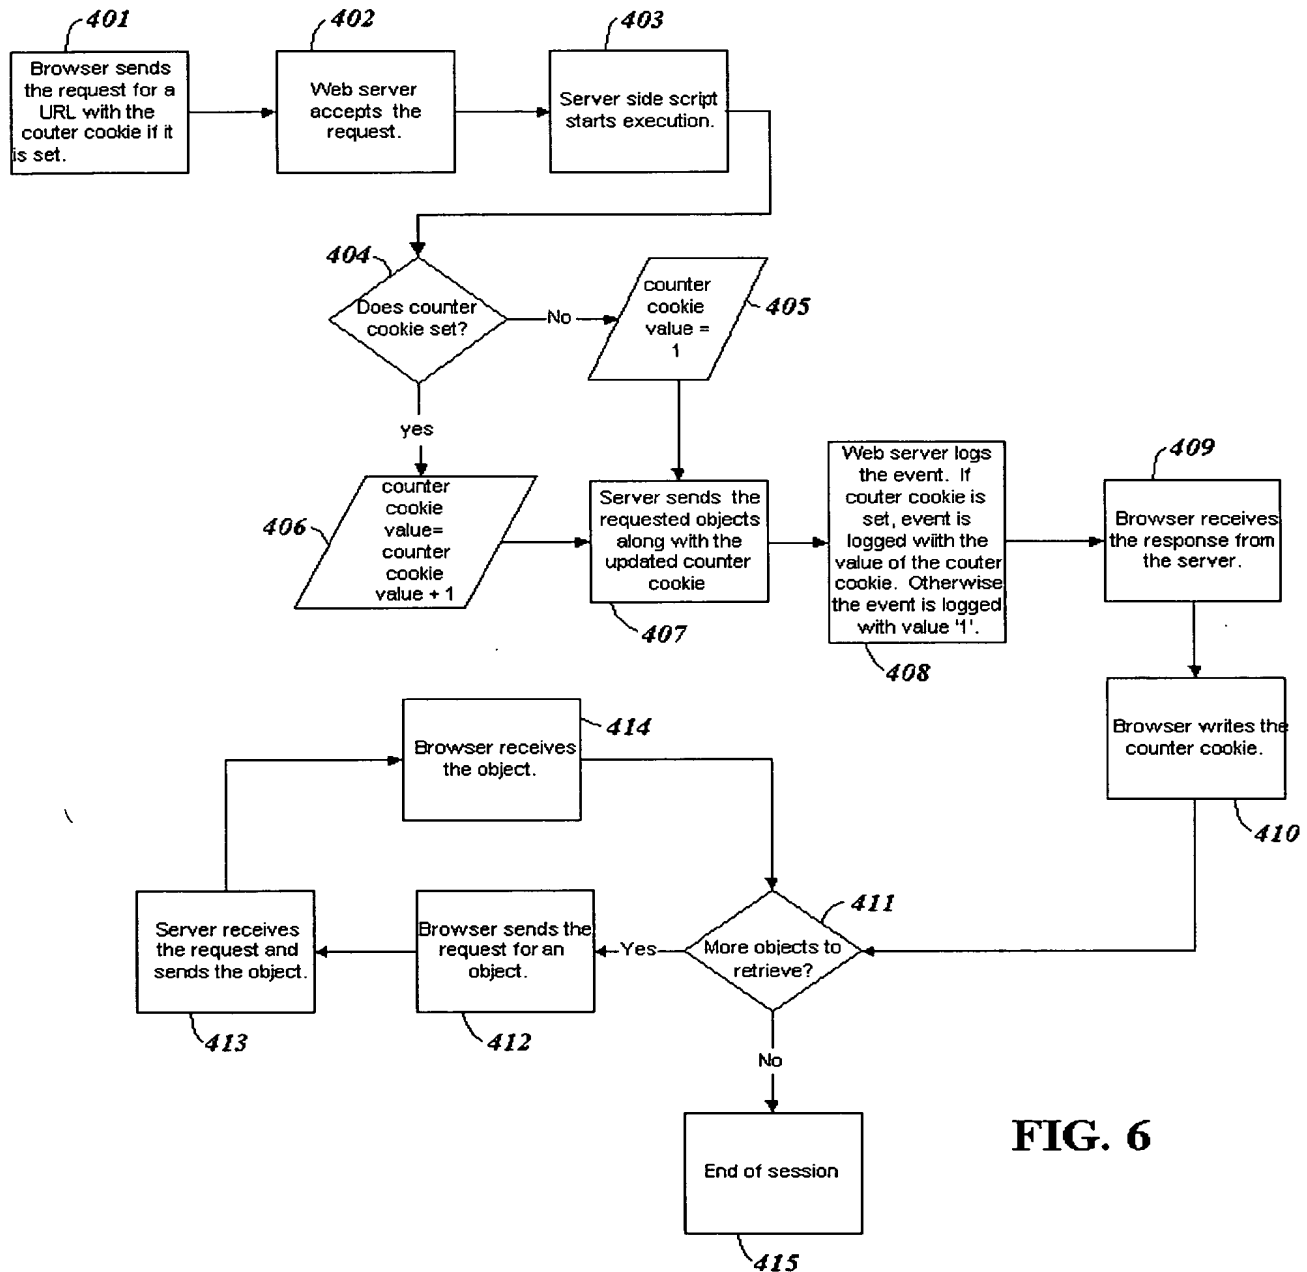 401
Browser sends
the request for a
URL with the
couter cookie if it
is set.
402
Web server
accepts the
request.
403
Server side script
starts execution.
404
Does counter
cookie set?
No
counter
cookie
value =
1
405
yes
406
counter
cookie
value=
counter
cookie
value + 1
Server sends the
requested objects
along with the
updated counter
cookie
407
Web server logs
the event. If
couter cookie is
set, event is
logged wiith the
value of the couter
cookie. Otherwise
the event is logged
with value '1'.
408
409
Browser receives
the response from
the server.
Browser writes the
counter cookie.
410
414
Browser receives
the object.
411
More objects to
retrieve?
Yes
Browser sends the
request for an
object.
412
Server receives
the request and
sends the object.
413
No
End of session
415
FIG. 6